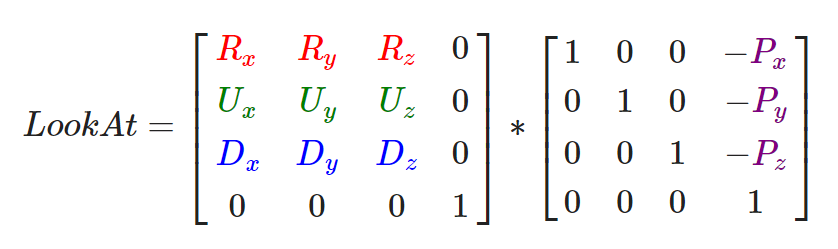 R_x R_y R_z 0 1 0 0 -P_x
U_x U_y U_z 0 0 1 0 -P_y
LookAt = *
D_x D_y D_z 0 0 0 1 -P_z
0 0 0 1 0 0 0 1